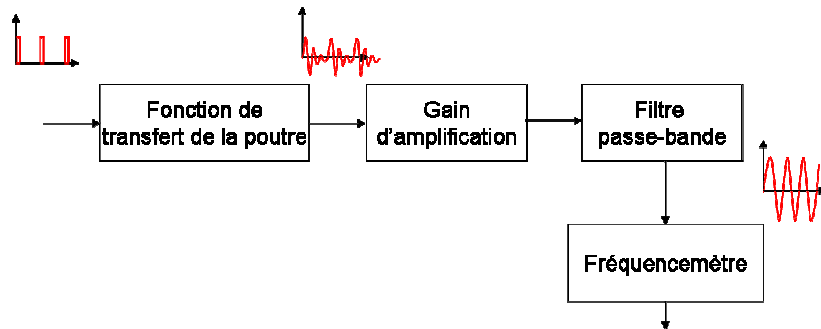 Fonction de
transfert de la poutre
Gain
d'amplification
Filtre
passe-bande
Fréquencemètre